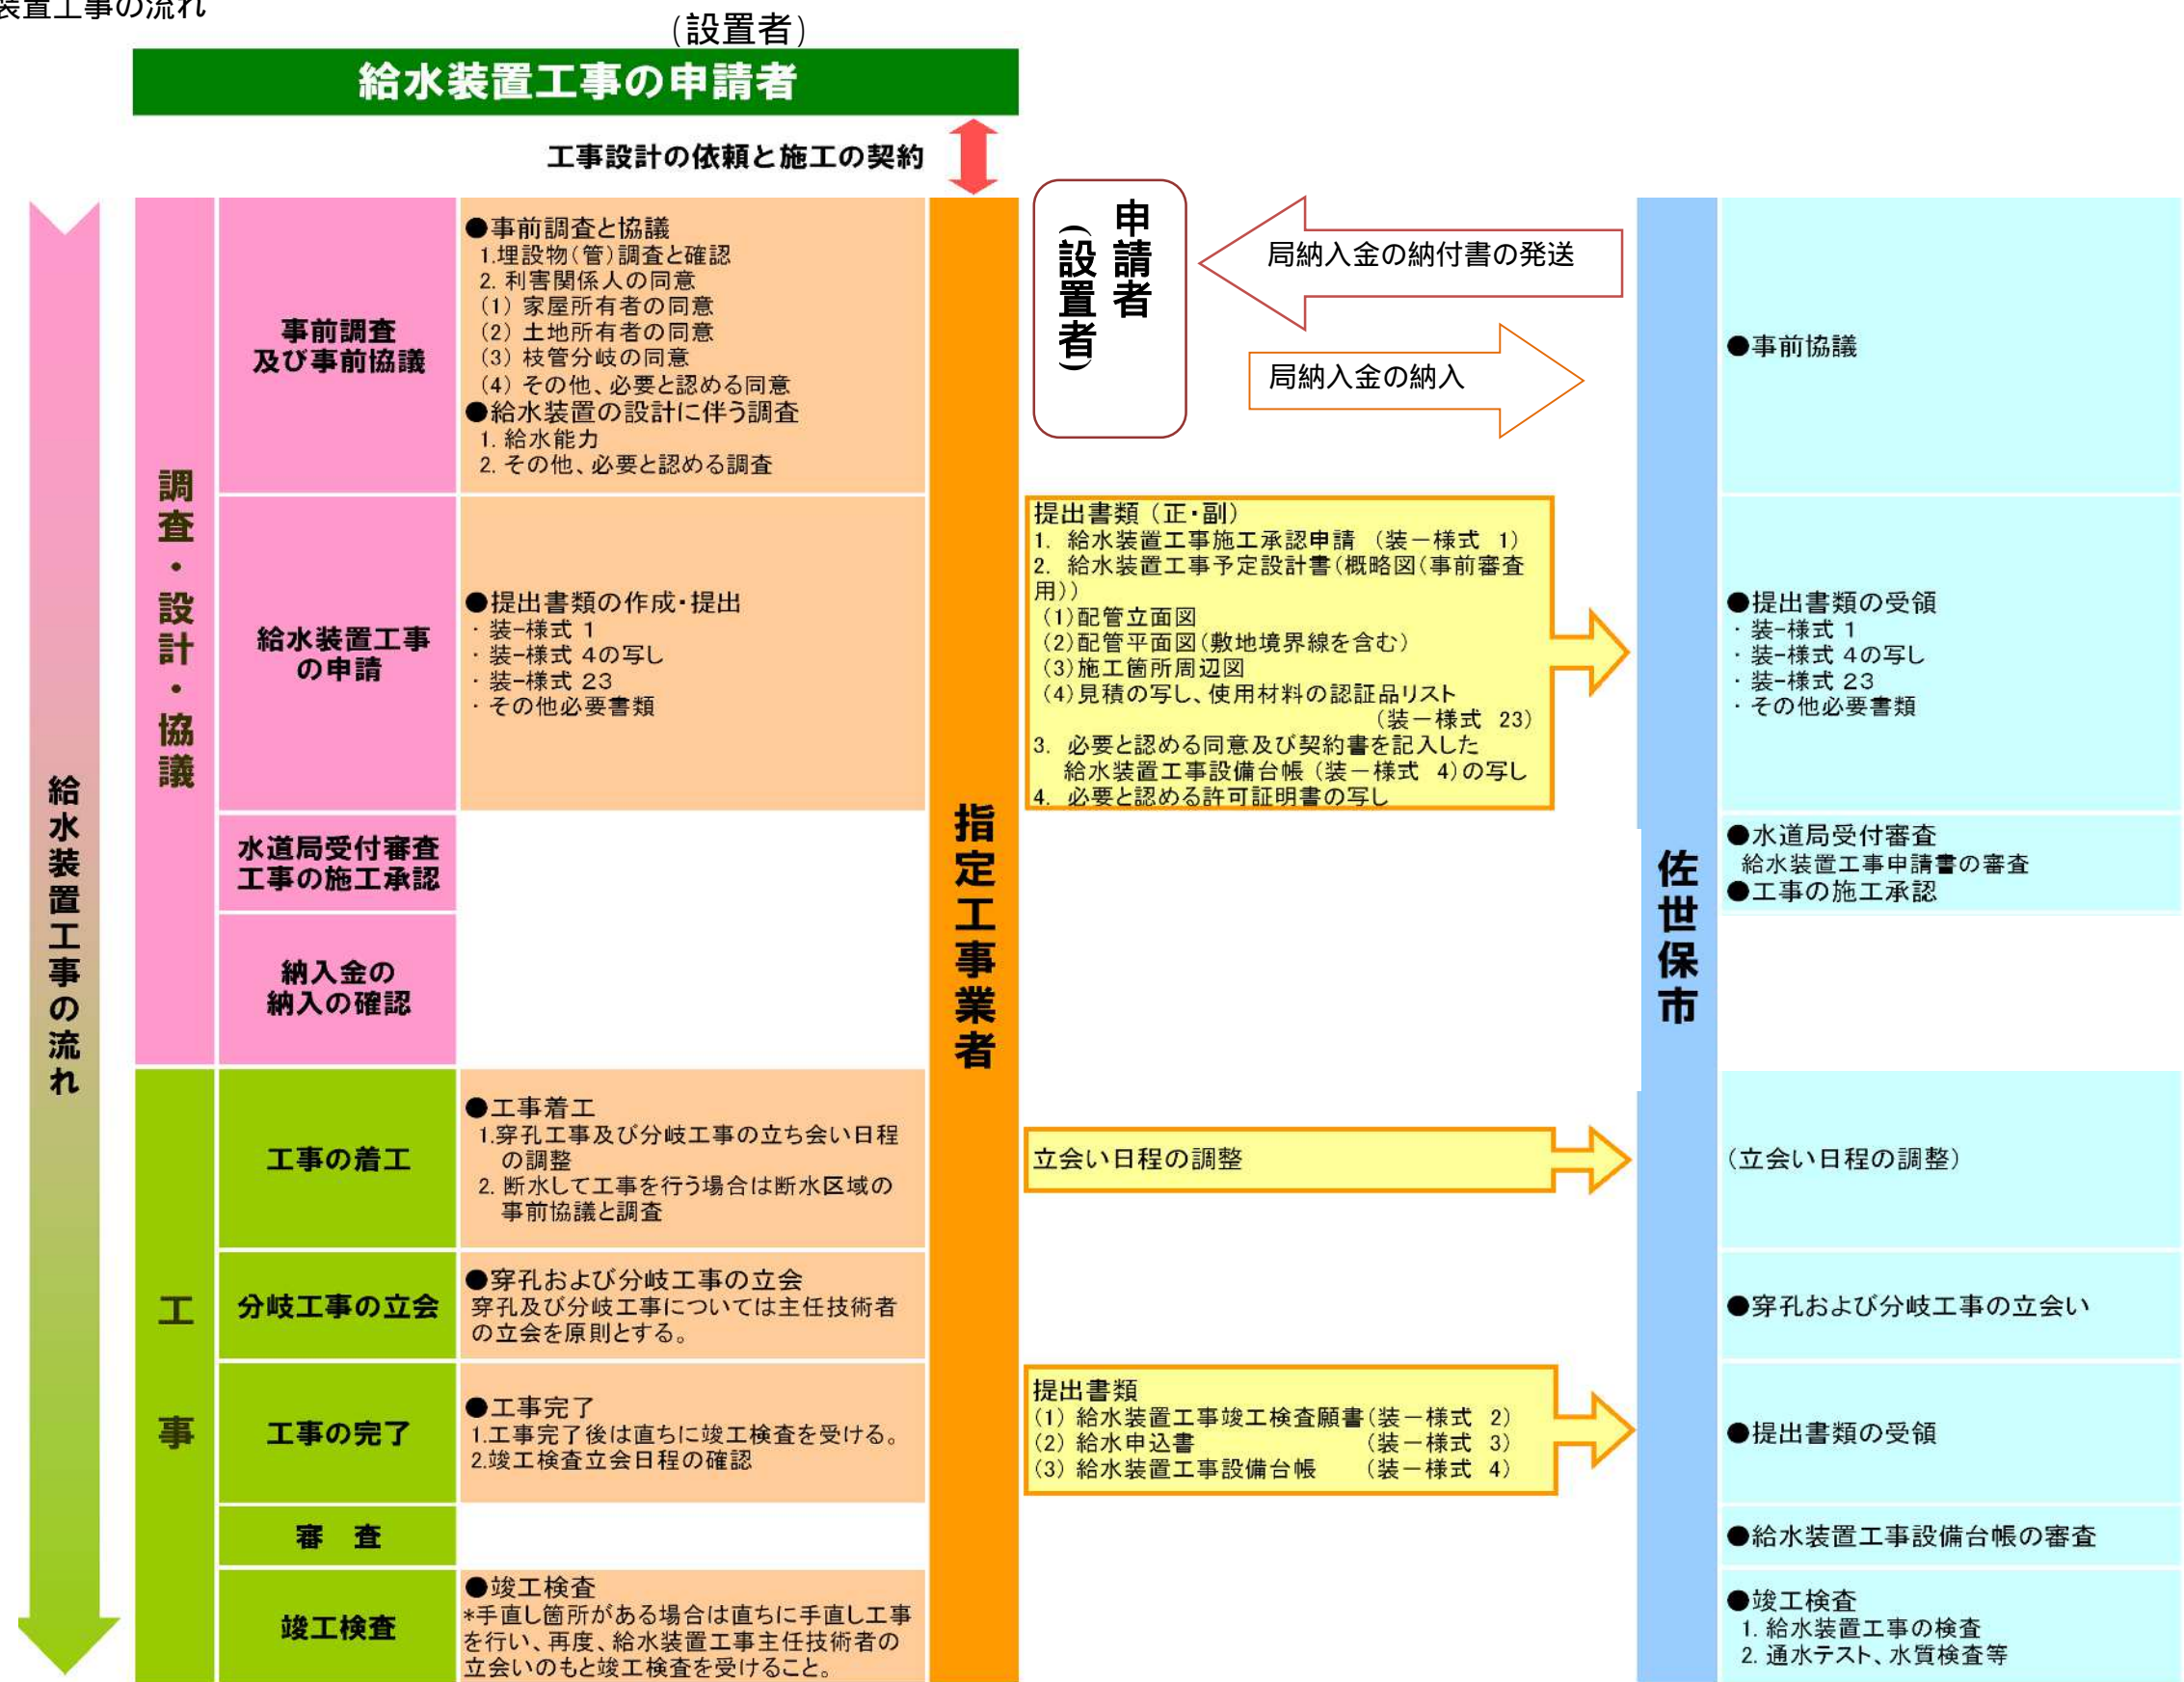 装置工事の流れ
(設置者)
給水装置工事の申請者
工事設計の依頼と施工の契約
給水装置工事の流れ
調査・設計・協議
事前調査
及び事前協議
●事前調査と協議
1.埋設物(管)調査と確認
2. 利害関係人の同意
(1) 家屋所有者の同意
(2) 土地所有者の同意
(3) 枝管分岐の同意
(4) その他、必要と認める同意
●給水装置の設計に伴う調査
1. 給水能力
2. その他、必要と認める調査
指定工事業者
申請者
(設置者)
局納入金の納付書の発送
局納入金の納入
佐世保市
●事前協議
給水装置工事
の申請
●提出書類の作成・提出
・装-様式 1
・装-様式 4の写し
・装-様式 23
・その他必要書類
提出書類（正・副）
1. 給水装置工事施工承認申請 （装－様式 1）
2. 給水装置工事予定設計書(概略図(事前審査
用))
(1)配管立面図
(2)配管平面図(敷地境界線を含む)
(3)施工箇所周辺図
(4)見積の写し、使用材料の認証品リスト
（装－様式 23）
3. 必要と認める同意及び契約書を記入した
給水装置工事設備台帳（装－様式 4)の写し
4. 必要と認める許可証明書の写し
●提出書類の受領
・装-様式 1
・装-様式 4の写し
・装-様式 23
・その他必要書類
水道局受付審査
工事の施工承認
●水道局受付審査
給水装置工事申請書の審査
●工事の施工承認
納入金の
納入の確認
工事
工事の着工
●工事着工
1.穿孔工事及び分岐工事の立ち会い日程
の調整
2. 断水して工事を行う場合は断水区域の
事前協議と調査
立会い日程の調整
（立会い日程の調整）
分岐工事の立会
●穿孔および分岐工事の立会
穿孔及び分岐工事については主任技術者
の立会を原則とする。
●穿孔および分岐工事の立会い
工事の完了
●工事完了
1.工事完了後は直ちに竣工検査を受ける。
2.竣工検査立会日程の確認
提出書類
(1) 給水装置工事竣工検査願書(装－様式 2)
(2) 給水申込書 （装－様式 3)
(3) 給水装置工事設備台帳 （装－様式 4)
●提出書類の受領
審 査
●給水装置工事設備台帳の審査
竣工検査
●竣工検査
*手直し箇所がある場合は直ちに手直し工事
を行い、再度、給水装置工事主任技術者の
立会いのもと竣工検査を受けること。
●竣工検査
1. 給水装置工事の検査
2. 通水テスト、水質検査等